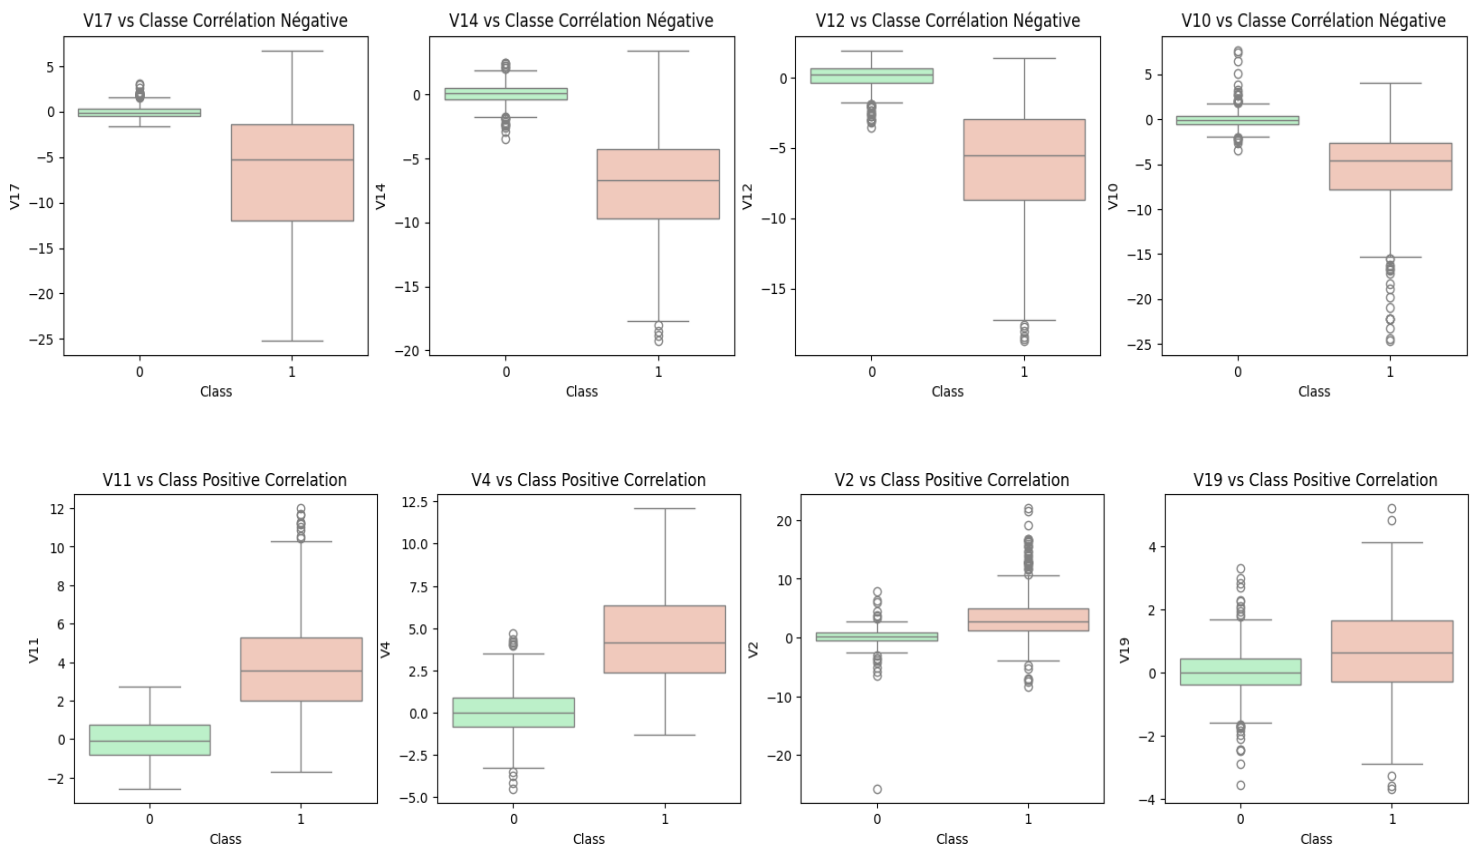 V17 vs Classe Corrélation Négative
V14 vs Classe Corrélation Négative
V12 vs Classe Corrélation Négative
V10 vs Classe Corrélation Négative
V17
5
0
−5
−10
−15
−20
−25
0
1
Class
V14
0
−5
−10
−15
−20
0
1
Class
V12
0
−5
−10
−15
0
1
Class
V10
5
0
−5
−10
−15
−20
−25
0
1
Class
V11 vs Class Positive Correlation
V4 vs Class Positive Correlation
V2 vs Class Positive Correlation
V19 vs Class Positive Correlation
V11
12
10
8
6
4
2
0
−2
0
1
Class
V4
12.5
10.0
7.5
5.0
2.5
0.0
−2.5
−5.0
0
1
Class
V2
20
10
0
−10
−20
0
1
Class
V19
4
2
0
−2
−4
0
1
Class